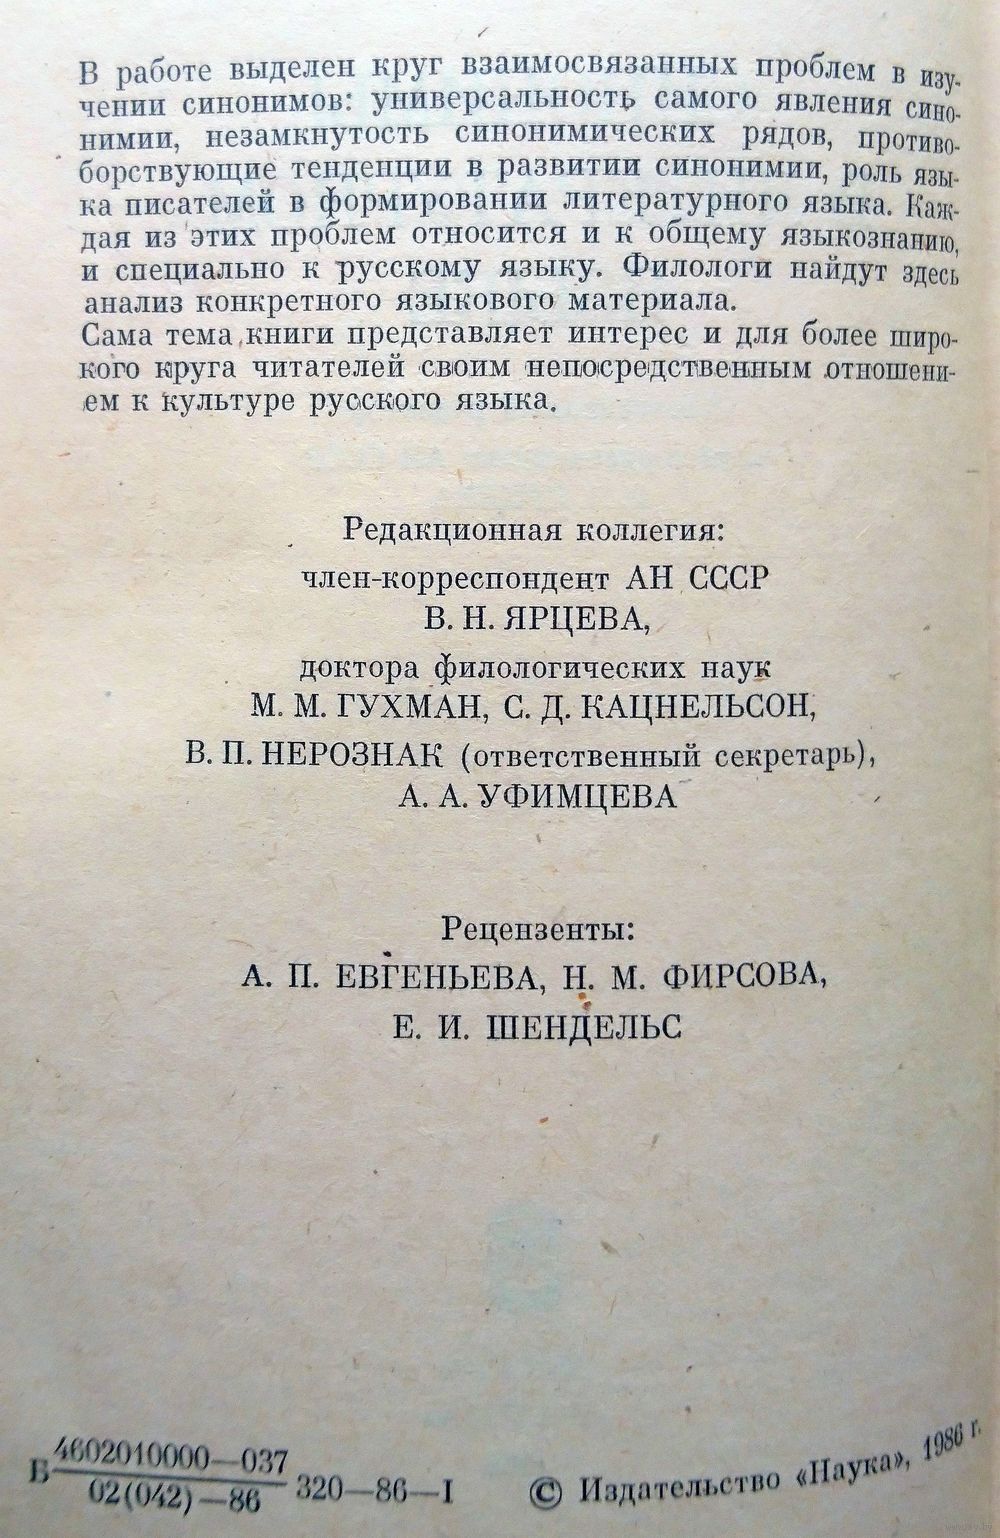 В работе выделен круг взаимосвязанных проблем в изу-
чении синонимов: универсальность самого явления сино-
нимии, незамкнутость синонимических рядов, противо-
борствующие тенденции в развитии синонимии, роль язы-
ка писателей в формировании литературного языка. Каж-
дая из этих проблем относится и к общему языкознанию,
и специально к русскому языку. Филологи найдут здесь
анализ конкретного языкового материала.
Сама тема книги представляет интерес и для более широ-
кого круга читателей своим непосредственным отношени-
ем к культуре русского языка.
Редакционная коллегия:
член-корреспондент АН СССР
В. Н. ЯРЦЕВА,
доктора филологических наук
М. М. ГУХМАН, С. Д. КАЦНЕЛЬСОН,
В. П. НЕРОЗНАК (ответственный секретарь),
А. А. УФИМЦЕВА
Рецензенты:
А. П. ЕВГЕНЬЕВА, Н. М. ФИРСОВА,
Е. И. ШЕНДЕЛЬС
В 4602010000—037
02(042)—86 320—86—I
© Издательство «Наука», 1986 г.